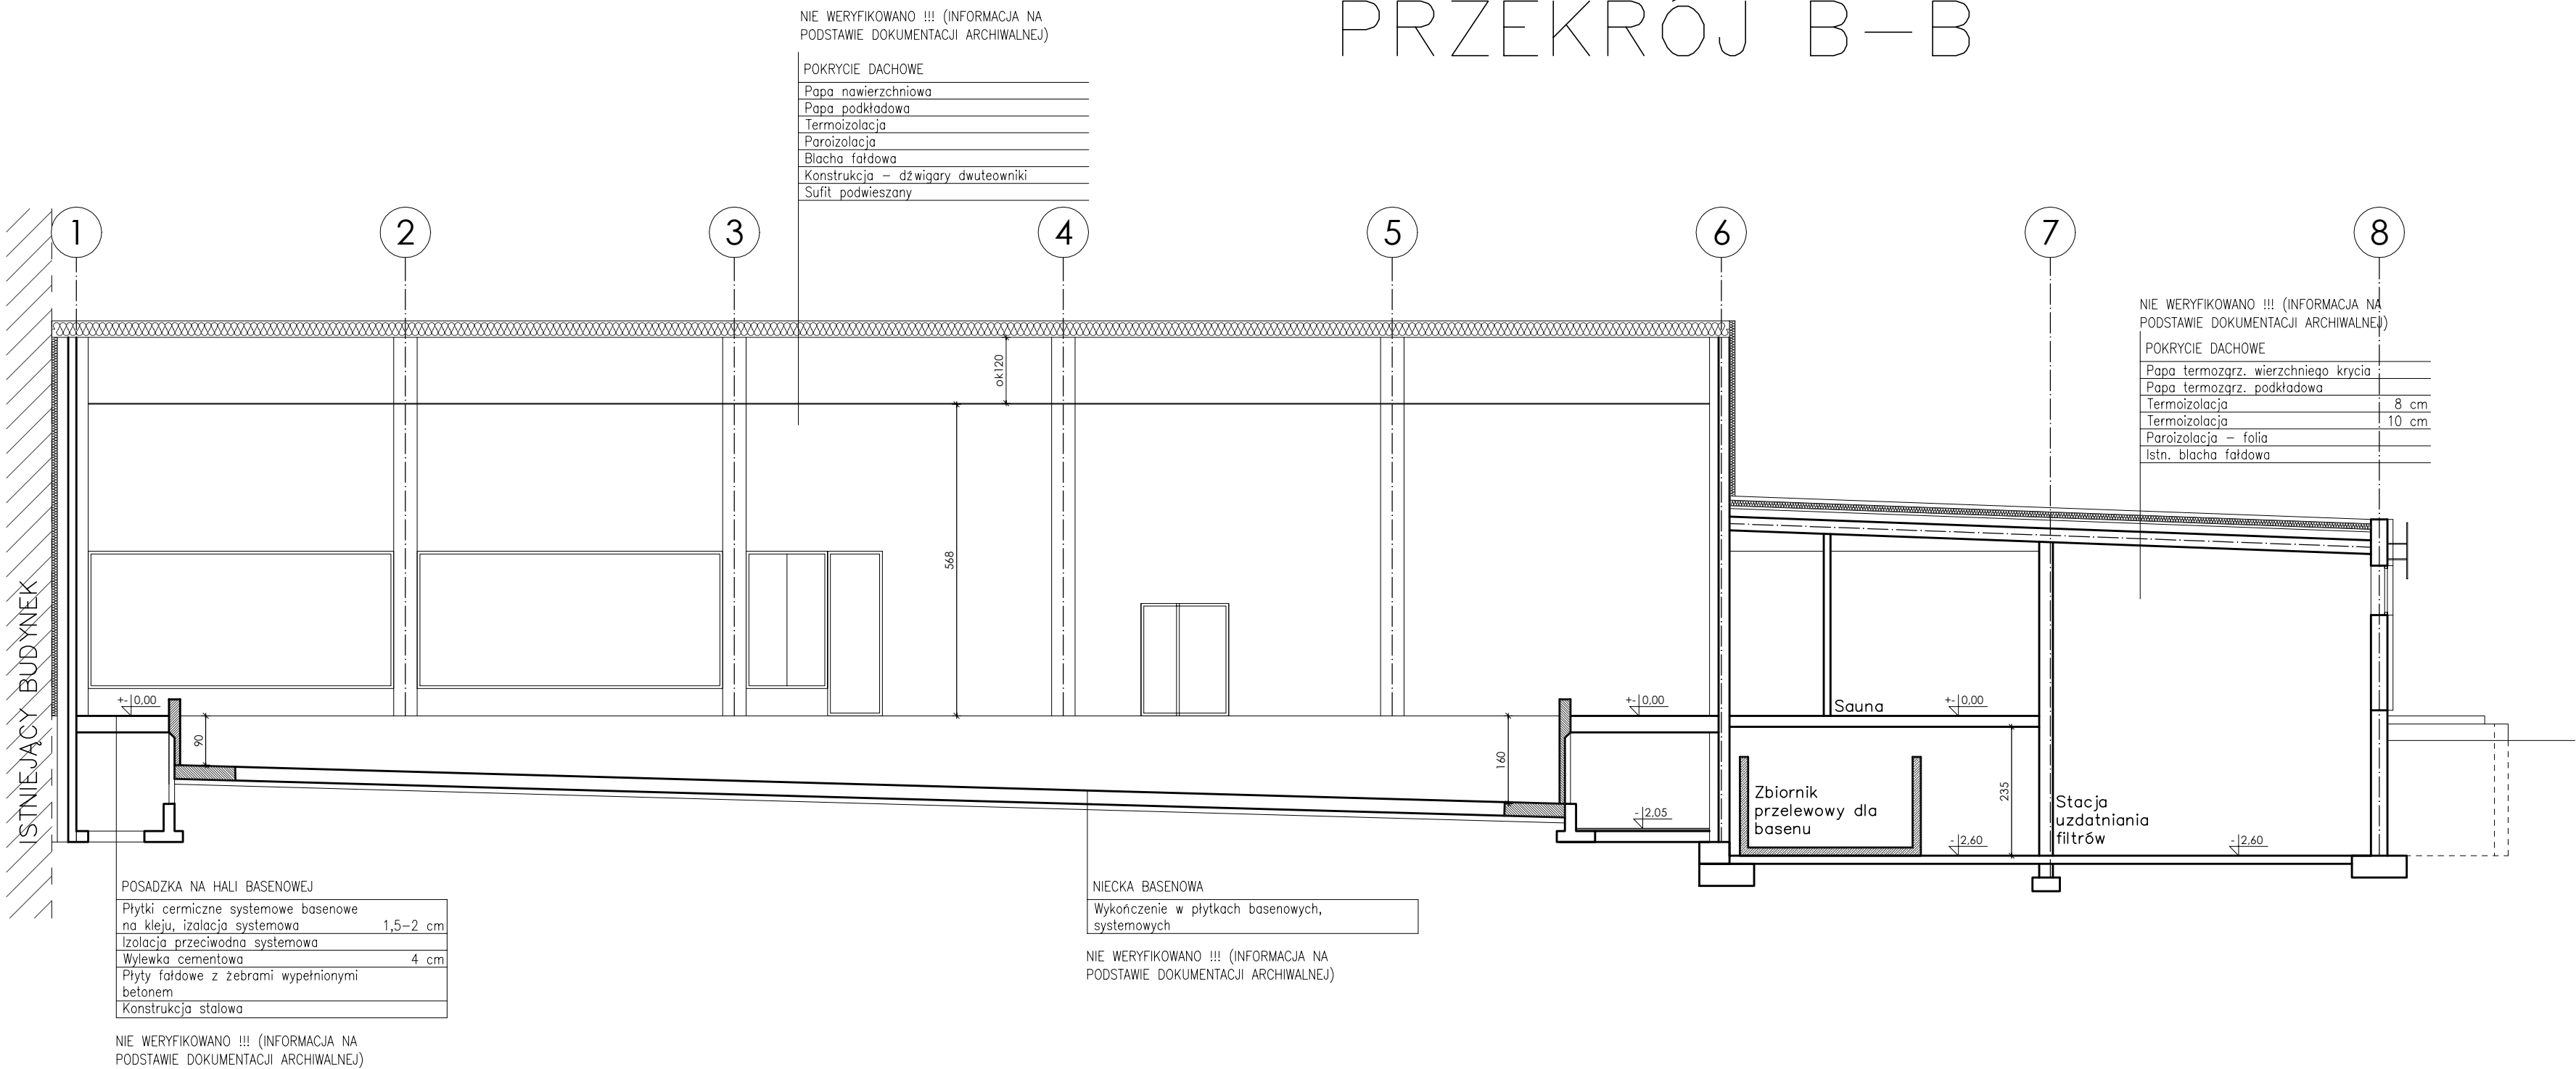 PRZEKRÓJ B–B
NIE WERYFIKOWANO !!! (INFORMACJA NA
PODSTAWIE DOKUMENTACJI ARCHIWALNEJ)
POKRYCIE DACHOWE
Papa nawierzchniowa
Papa podkładowa
Termoizolacja
Paroizolacja
Blacha fałdowa
Konstrukcja – dźwigary dwuteowniki
Sufit podwieszany
1 2 3 4 5 6 7 8
NIE WERYFIKOWANO !!! (INFORMACJA NA
PODSTAWIE DOKUMENTACJI ARCHIWALNEJ)
POKRYCIE DACHOWE
Papa termozgrz. wierzchniego krycia
Papa termozgrz. podkładowa
Termoizolacja 8 cm
Termoizolacja 10 cm
Paroizolacja – folia
Istn. blacha fałdowa
ok120
568
ISTNIEJĄCY BUDYNEK
+-0,00
90
160
+-0,00
Sauna
+-0,00
-2,05
Zbiornik
przelewowy dla
basenu
235
-2,60
Stacja
uzdatniania
filtrów
-2,60
POSADZKA NA HALI BASENOWEJ
Płytki cermiczne systemowe basenowe
na kleju, izalacja systemowa 1,5–2 cm
Izolacja przeciwodna systemowa
Wylewka cementowa 4 cm
Płyty fałdowe z żebrami wypełnionymi
betonem
Konstrukcja stalowa
NIE WERYFIKOWANO !!! (INFORMACJA NA
PODSTAWIE DOKUMENTACJI ARCHIWALNEJ)
NIECKA BASENOWA
Wykończenie w płytkach basenowych,
systemowych
NIE WERYFIKOWANO !!! (INFORMACJA NA
PODSTAWIE DOKUMENTACJI ARCHIWALNEJ)